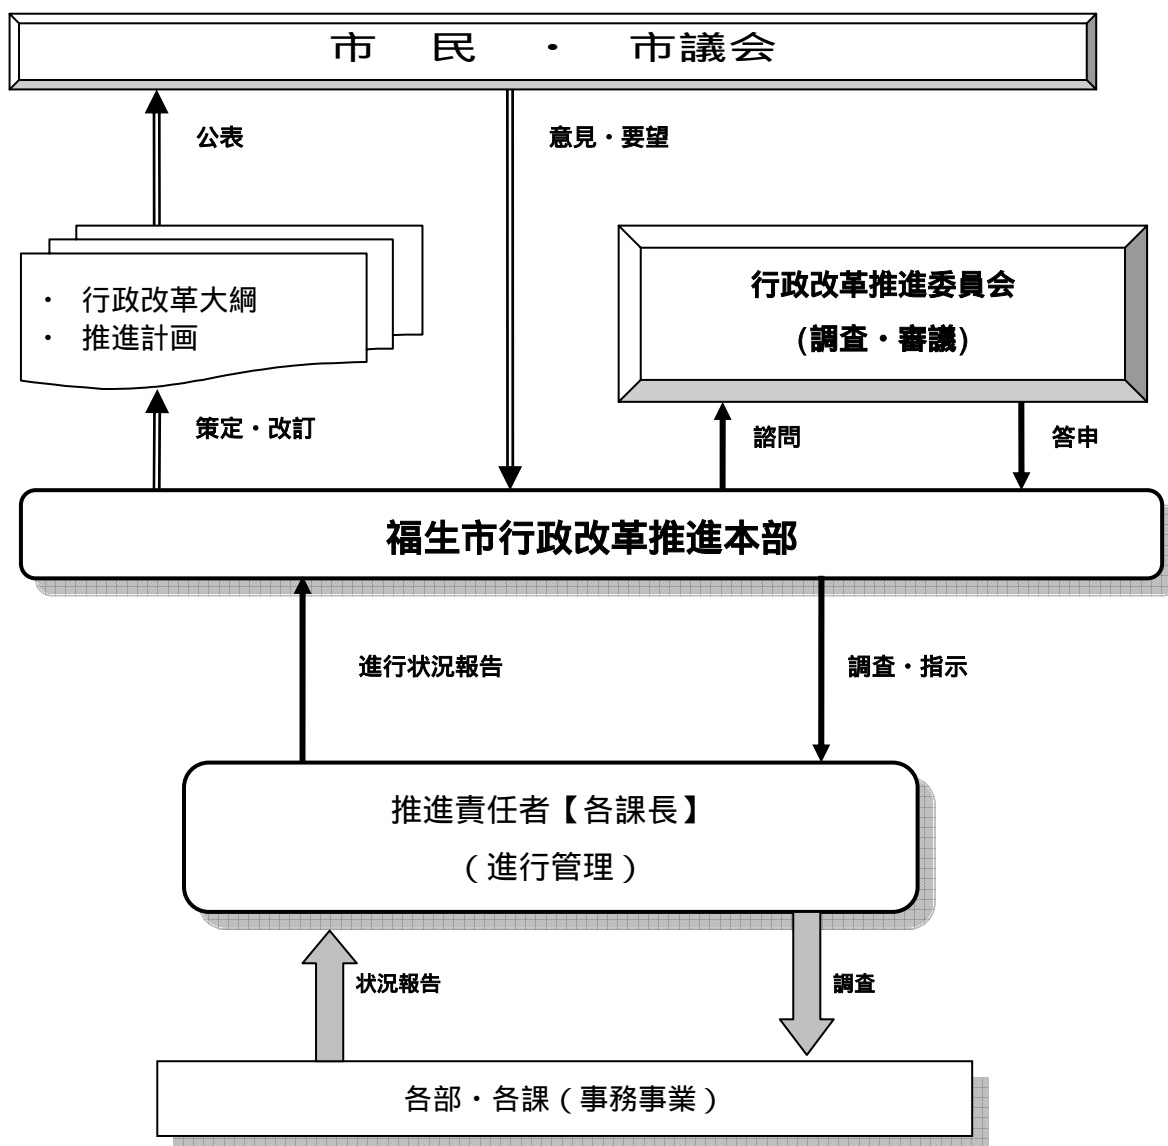 市　民　・　市議会
公表
意見・要望
・　行政改革大綱
・　推進計画
行政改革推進委員会
(調査・審議)
策定・改訂
諮問
答申
福生市行政改革推進本部
進行状況報告
調査・指示
推進責任者【各課長】
（進行管理）
状況報告
調査
各部・各課（事務事業）